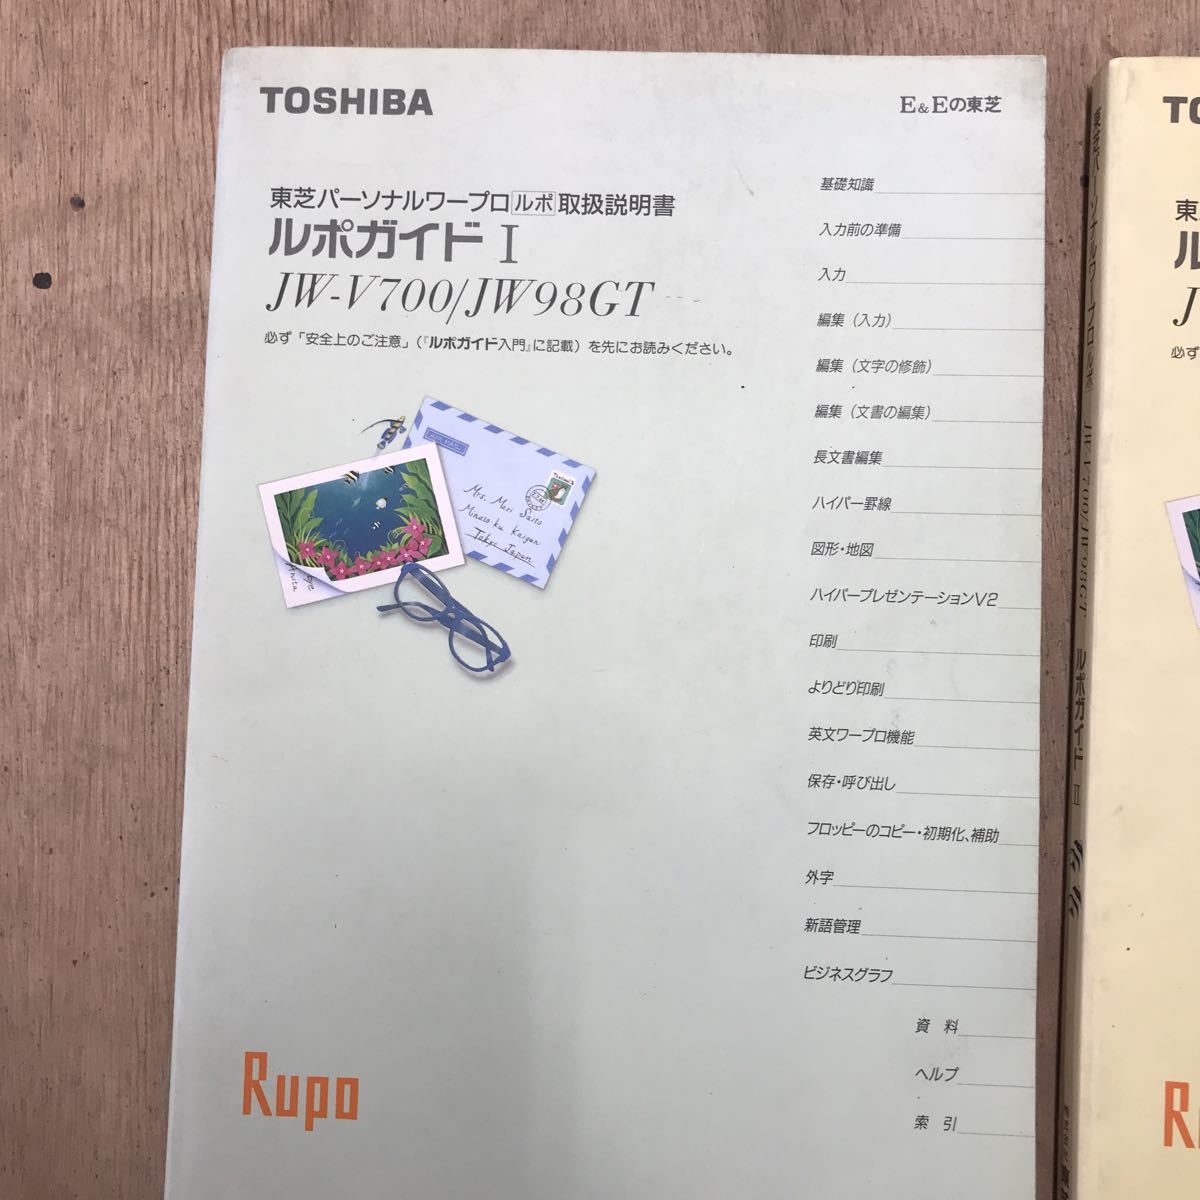 TOSHIBA
E&Eの東芝
東芝パーソナルワープロ ルポ 取扱説明書
ルポガイド I
JW-V700/JW98GT
必ず「安全上のご注意」(『ルポガイド入門』に記載)を先にお読みください。
基礎知識
入力前の準備
入力
編集(入力)
編集(文字の修飾)
編集(文書の編集)
長文書編集
ハイパー罫線
図形・地図
ハイパープレゼンテーションV2
印刷
よりどり印刷
英文ワープロ機能
保存・呼び出し
フロッピーのコピー・初期化、補助
外字
新語管理
ビジネスグラフ
資 料
ヘルプ
索 引
AIR MAIL
Mrs. Mari Saito
Minato-ku Kaigan
Tokyo Japan
Anita
Rupo
東芝パーソナルワープロ ルポ JW-V700/JW98GT ルポガイド II
TO
東
ル
J
必ず
R